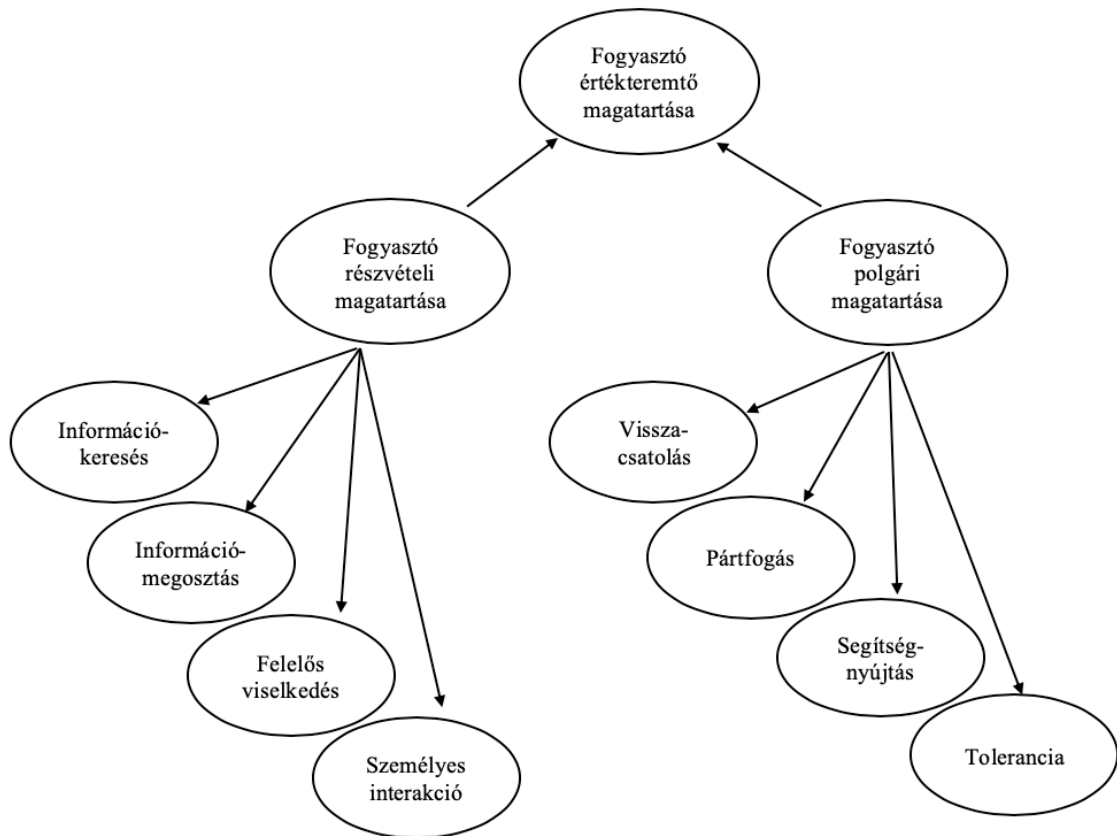 Fogyasztó
értékteremtő
magatartása
Fogyasztó
részvételi
magatartása
Fogyasztó
polgári
magatartása
Információ-
keresés
Információ-
megosztás
Felelős
viselkedés
Személyes
interakció
Vissza-
csatolás
Pártfogás
Segítség-
nyújtás
Tolerancia